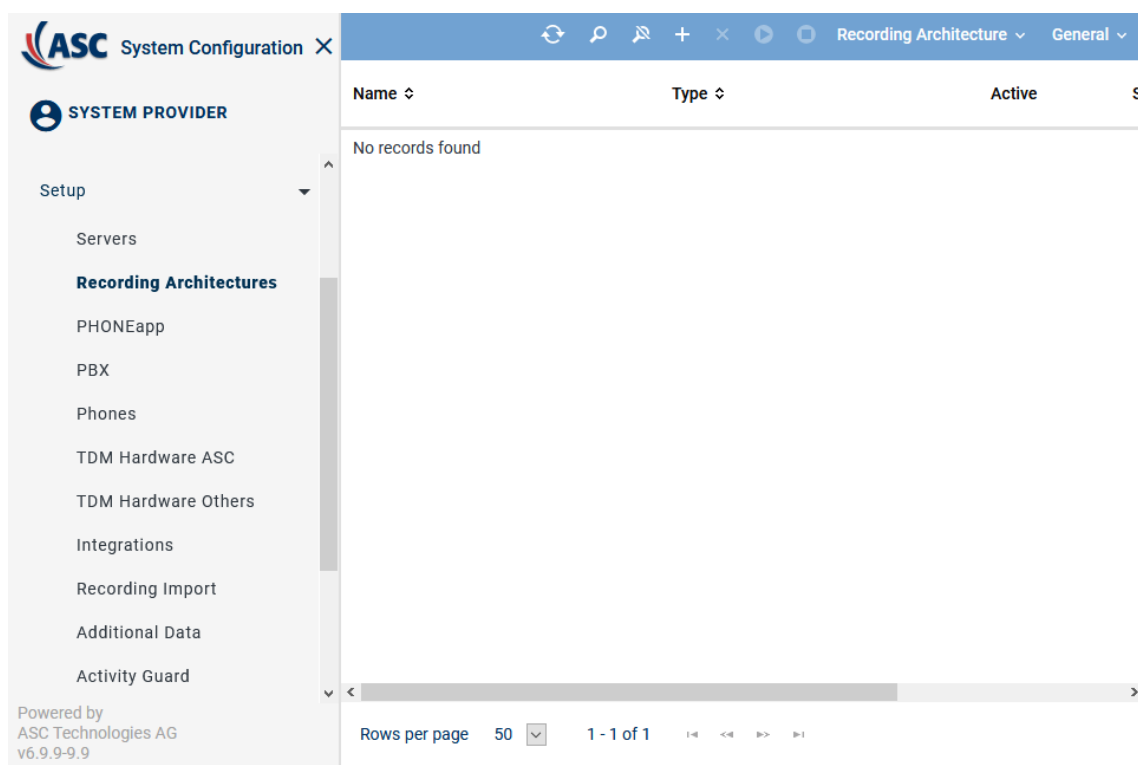 ASC System Configuration
SYSTEM PROVIDER
Setup
Servers
Recording Architectures
PHONEapp
PBX
Phones
TDM Hardware ASC
TDM Hardware Others
Integrations
Recording Import
Additional Data
Activity Guard
Powered by
ASC Technologies AG
v6.9.9-9.9
Recording Architecture General
Name Type Active S
No records found
Rows per page 50 1 - 1 of 1